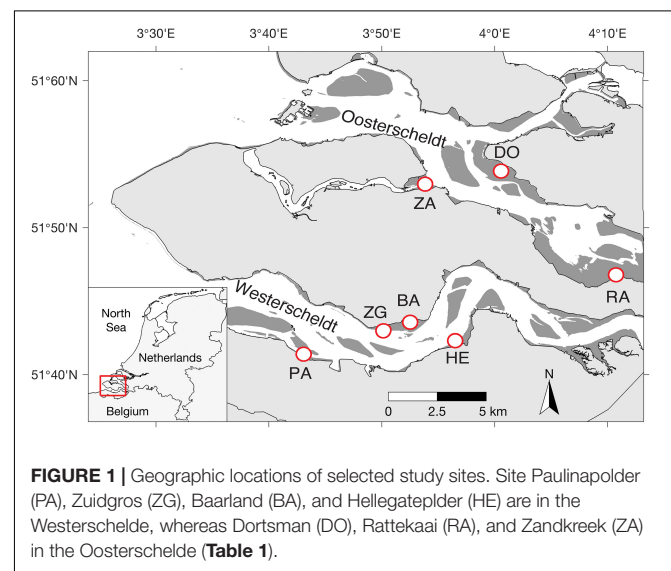 3°30'E 3°40'E 3°50'E 4°0'E 4°10'E
51°60'N
Oosterscheldt
DO
ZA
51°50'N
RA
Westerscheldt
ZG BA
HE
PA
51°40'N
North
Sea
Netherlands
Belgium
N
0 2.5 5 km
FIGURE 1 | Geographic locations of selected study sites. Site Paulinapolder
(PA), Zuidgros (ZG), Baarland (BA), and Hellegateplder (HE) are in the
Westerschelde, whereas Dortsman (DO), Rattekaai (RA), and Zandkreek (ZA)
in the Oosterschelde (Table 1).